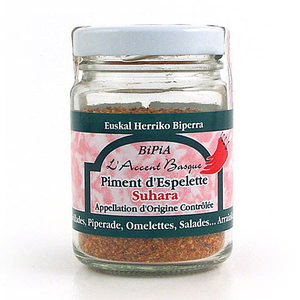 Euskal Herriko Biperra
BiPiA
L'Accent Basque
Piment d'Espelette
Suhara
Appellation d'Origine Contrôlée
Piperade, Omelettes, Salades...